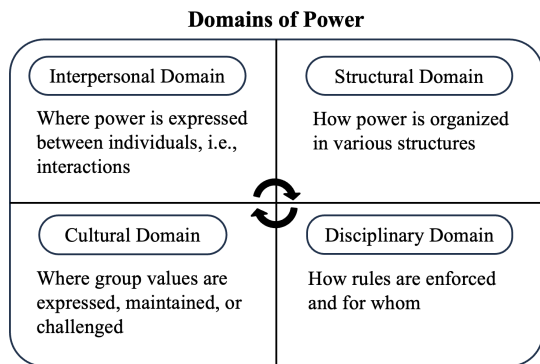 Domains of Power
Interpersonal Domain
Where power is expressed
between individuals, i.e.,
interactions
Structural Domain
How power is organized
in various structures
Cultural Domain
Where group values are
expressed, maintained, or
challenged
Disciplinary Domain
How rules are enforced
and for whom